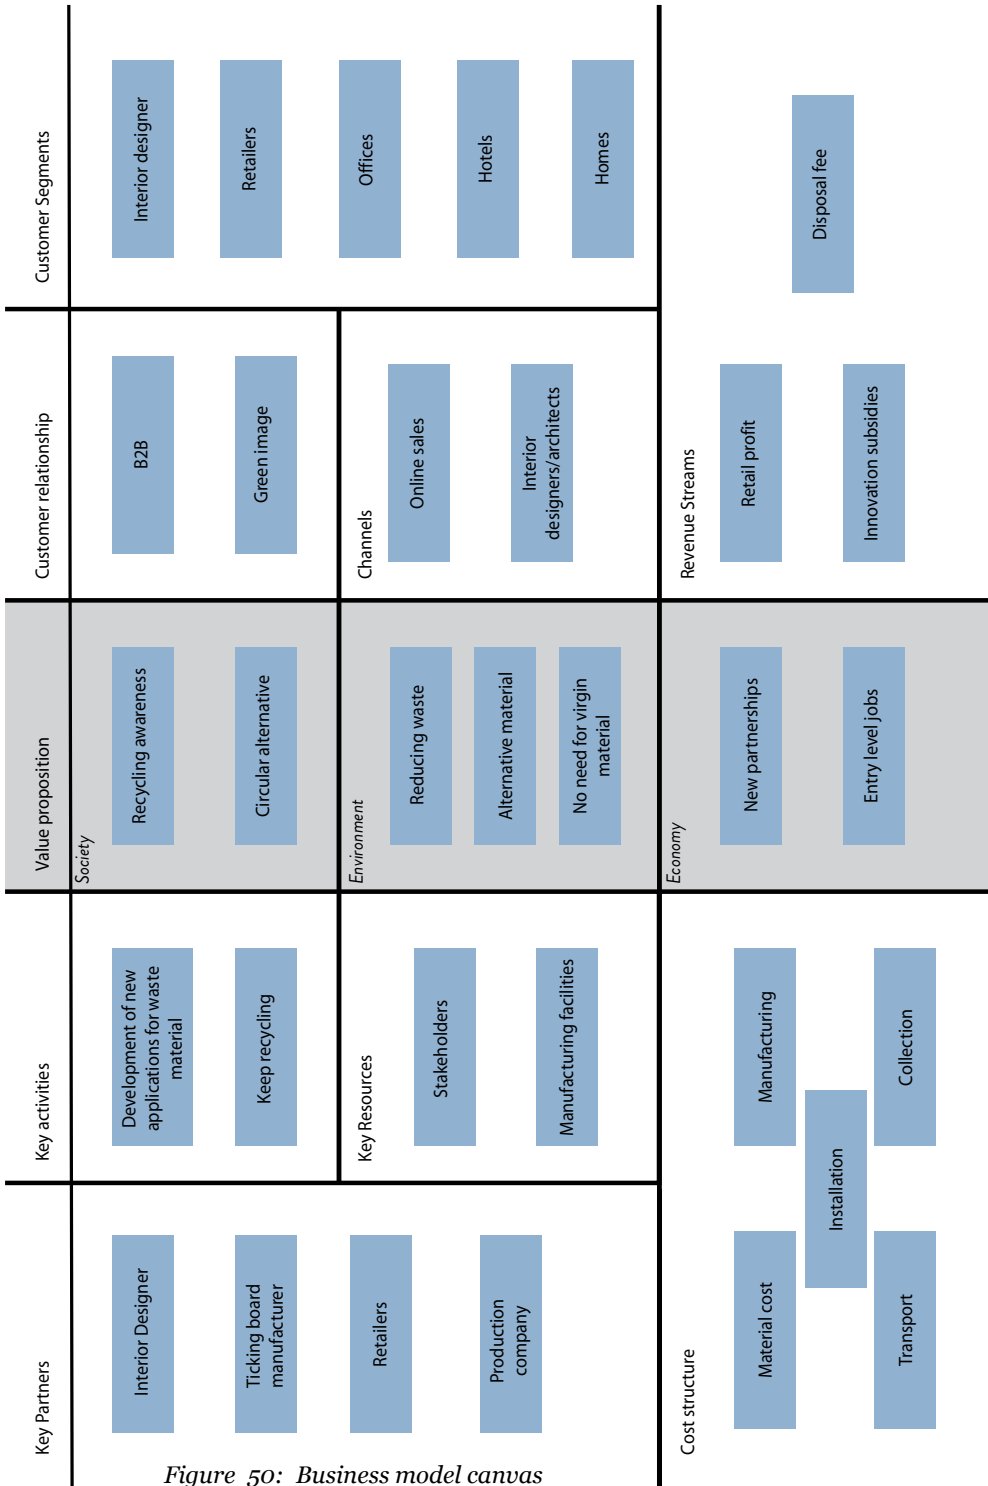 Key Partners
Interior Designer
Ticking board
manufacturer
Retailers
Production
company
Key activities
Development of new
applications for waste
material
Keep recycling
Key Resources
Stakeholders
Manufacturing facilities
Value proposition
Society
Recycling awareness
Circular alternative
Environment
Reducing waste
Alternative material
No need for virgin
material
Economy
New partnerships
Entry level jobs
Customer relationship
B2B
Green image
Channels
Online sales
Interior
designers/architects
Customer Segments
Interior designer
Retailers
Offices
Hotels
Homes
Cost structure
Material cost
Manufacturing
Installation
Transport
Collection
Revenue Streams
Retail profit
Innovation subsidies
Disposal fee
Figure 50: Business model canvas